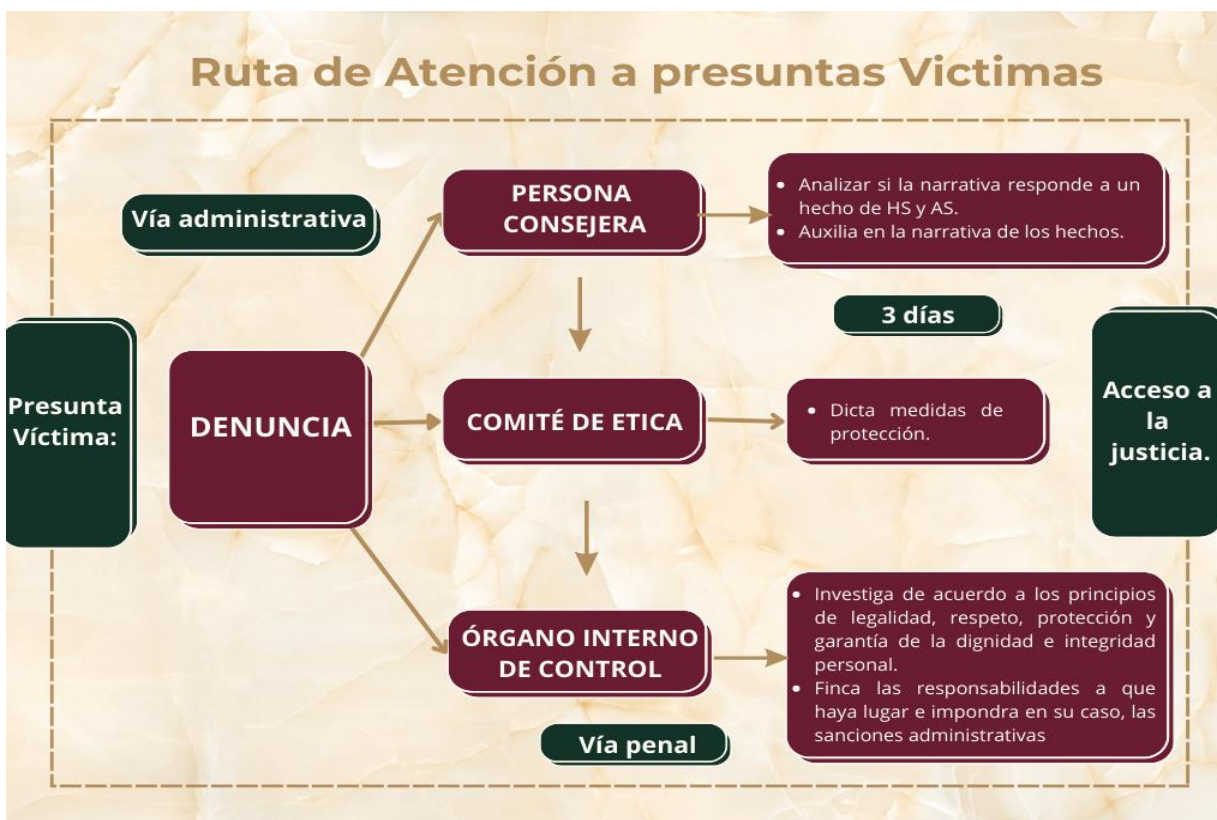 Ruta de Atención a presuntas Victimas
Vía administrativa
PERSONA
CONSEJERA
• Analizar si la narrativa responde a un
hecho de HS y AS.
• Auxilia en la narrativa de los hechos.
3 días
Presunta
Víctima:
DENUNCIA
COMITÉ DE ETICA
• Dicta medidas de
protección.
Acceso a
la
justicia.
ÓRGANO INTERNO
DE CONTROL
• Investiga de acuerdo a los principios
de legalidad, respeto, protección y
garantía de la dignidad e integridad
personal.
• Finca las responsabilidades a que
haya lugar e impondra en su caso, las
sanciones administrativas
Vía penal